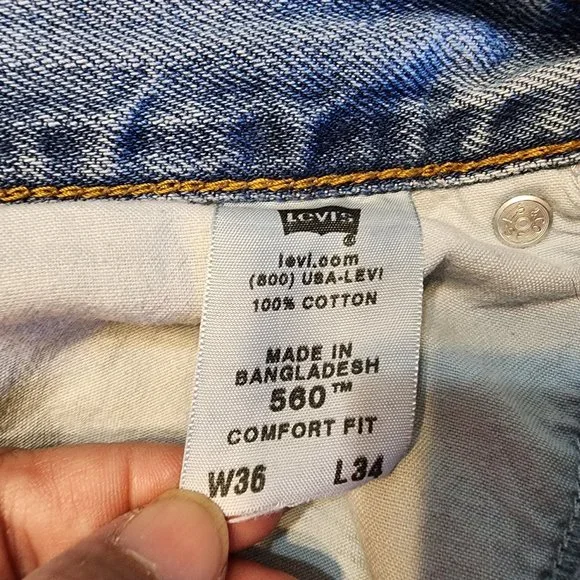 LEVI'S
®
levi.com
(800) USA-LEVI
100% COTTON
MADE IN
BANGLADESH
560™
COMFORT FIT
W36 L34